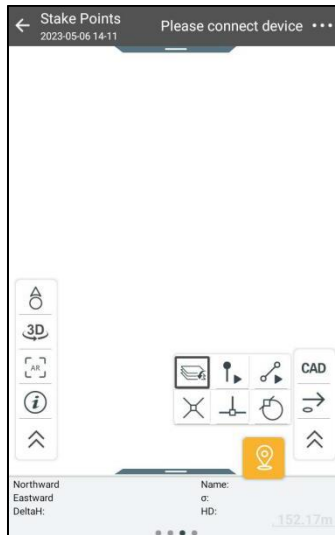 Stake Points
2023-05-06 14-11
Please connect device
3D
AR
CAD
Northward
Eastward
DeltaH:
Name:
σ:
HD:
152.17m